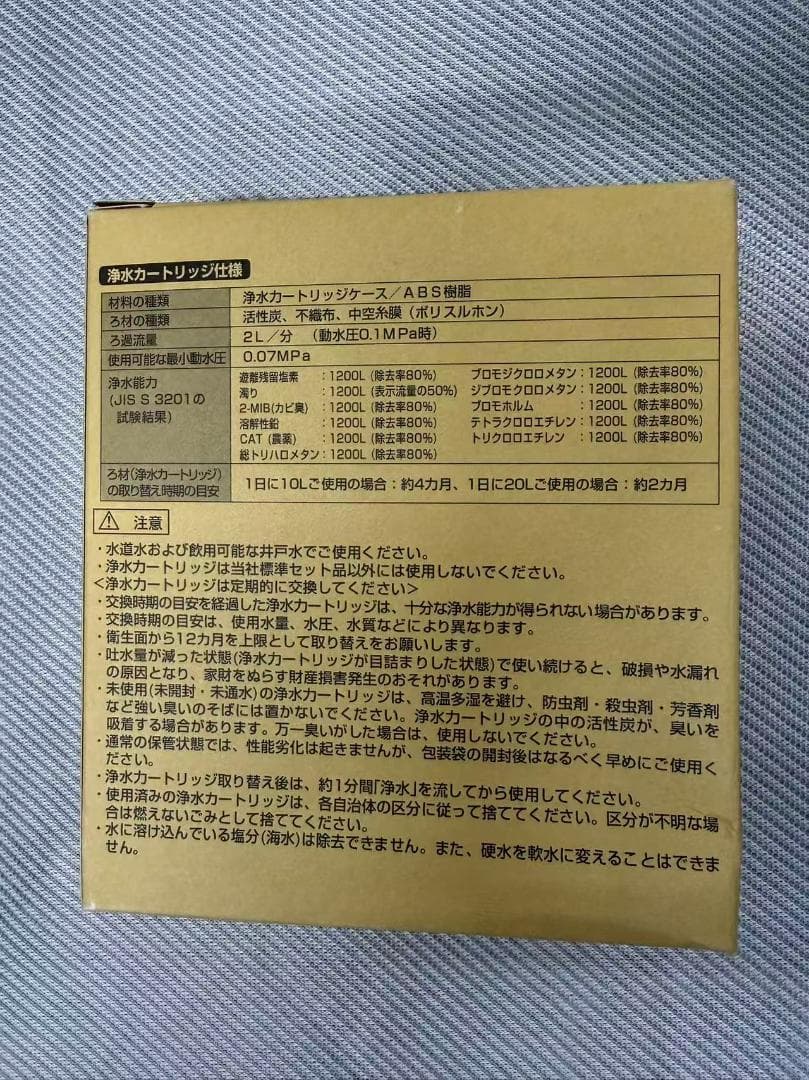 浄水カートリッジ仕様
材料の種類 浄水カートリッジケース／ABS樹脂
ろ材の種類 活性炭、不織布、中空糸膜（ポリスルホン）
ろ過流量 2L／分 （動水圧0.1MPa時）
使用可能な最小動水圧 0.07MPa
浄水能力
(JIS S 3201の
試験結果)
遊離残留塩素 ：1200L (除去率80%)
濁り ：1200L (表示流量の50%)
2-MIB(カビ臭) ：1200L (除去率80%)
溶解性鉛 ：1200L (除去率80%)
CAT (農薬) ：1200L (除去率80%)
総トリハロメタン：1200L (除去率80%)
ブロモジクロロメタン：1200L (除去率80%)
ジブロモクロロメタン：1200L (除去率80%)
ブロモホルム ：1200L (除去率80%)
テトラクロロエチレン：1200L (除去率80%)
トリクロロエチレン ：1200L (除去率80%)
ろ材(浄水カートリッジ)
の取り替え時期の目安
1日に10Lご使用の場合：約4カ月、1日に20Lご使用の場合：約2カ月
注意
・水道水および飲用可能な井戸水でご使用ください。
・浄水カートリッジは当社標準セット品以外には使用しないでください。
＜浄水カートリッジは定期的に交換してください＞
・交換時期の目安を経過した浄水カートリッジは、十分な浄水能力が得られない場合があります。
・交換時期の目安は、使用水量、水圧、水質などにより異なります。
・衛生面から12カ月を上限として取り替えをお願いします。
・吐水量が減った状態(浄水カートリッジが目詰まりした状態)で使い続けると、破損や水漏れ
の原因となり、家財をぬらす財産損害発生のおそれがあります。
・未使用(未開封・未通水)の浄水カートリッジは、高温多湿を避け、防虫剤・殺虫剤・芳香剤
など強い臭いのそばには置かないでください。浄水カートリッジの中の活性炭が、臭いを
吸着する場合があります。万一臭いがした場合は、使用しないでください。
・通常の保管状態では、性能劣化は起きませんが、包装袋の開封後はなるべく早めにご使用く
ださい。
・浄水カートリッジ取り替え後は、約1分間「浄水」を流してから使用してください。
・使用済みの浄水カートリッジは、各自治体の区分に従って捨ててください。区分が不明な場
合は燃えないごみとして捨ててください。
・水に溶け込んでいる塩分(海水)は除去できません。また、硬水を軟水に変えることはできま
せん。